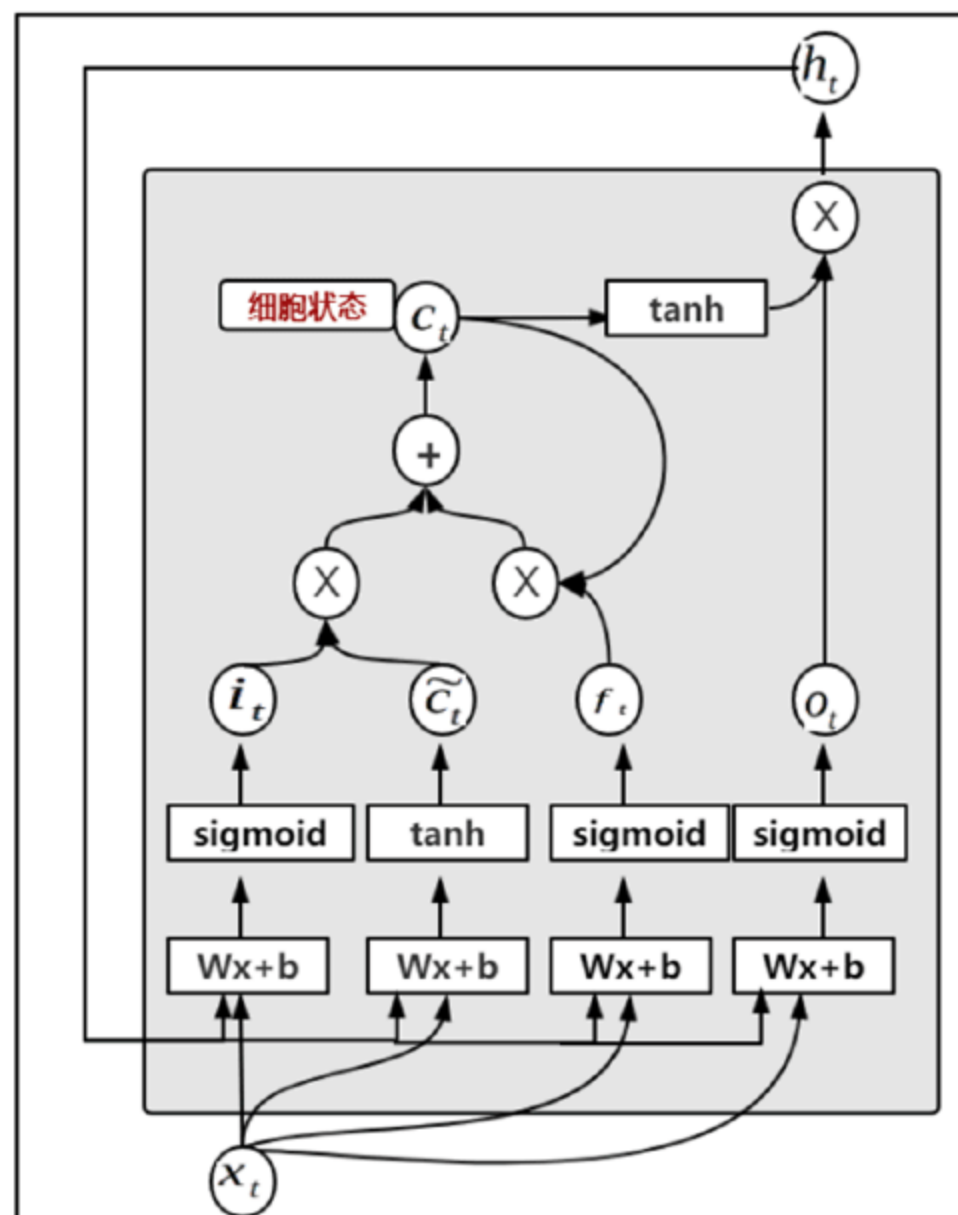 hₜ
X
细胞状态
Cₜ
tanh
+
X
X
iₜ
c̃ₜ
fₜ
oₜ
sigmoid
tanh
sigmoid
sigmoid
Wx+b
Wx+b
Wx+b
Wx+b
xₜ